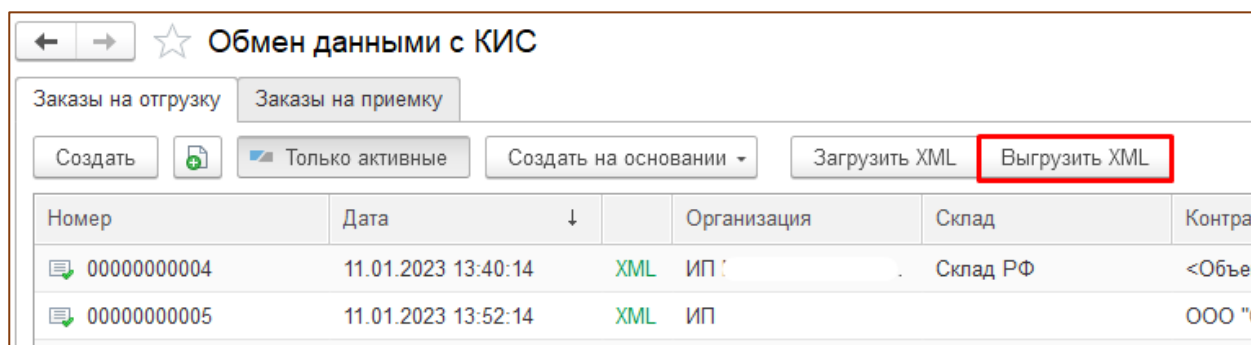 Обмен данными с КИС
Заказы на отгрузку Заказы на приемку
Создать Только активные Создать на основании Загрузить XML Выгрузить XML
Номер Дата ↓ Организация Склад Контра
00000000004 11.01.2023 13:40:14 XML ИП . Склад РФ <Объе
00000000005 11.01.2023 13:52:14 XML ИП ООО "